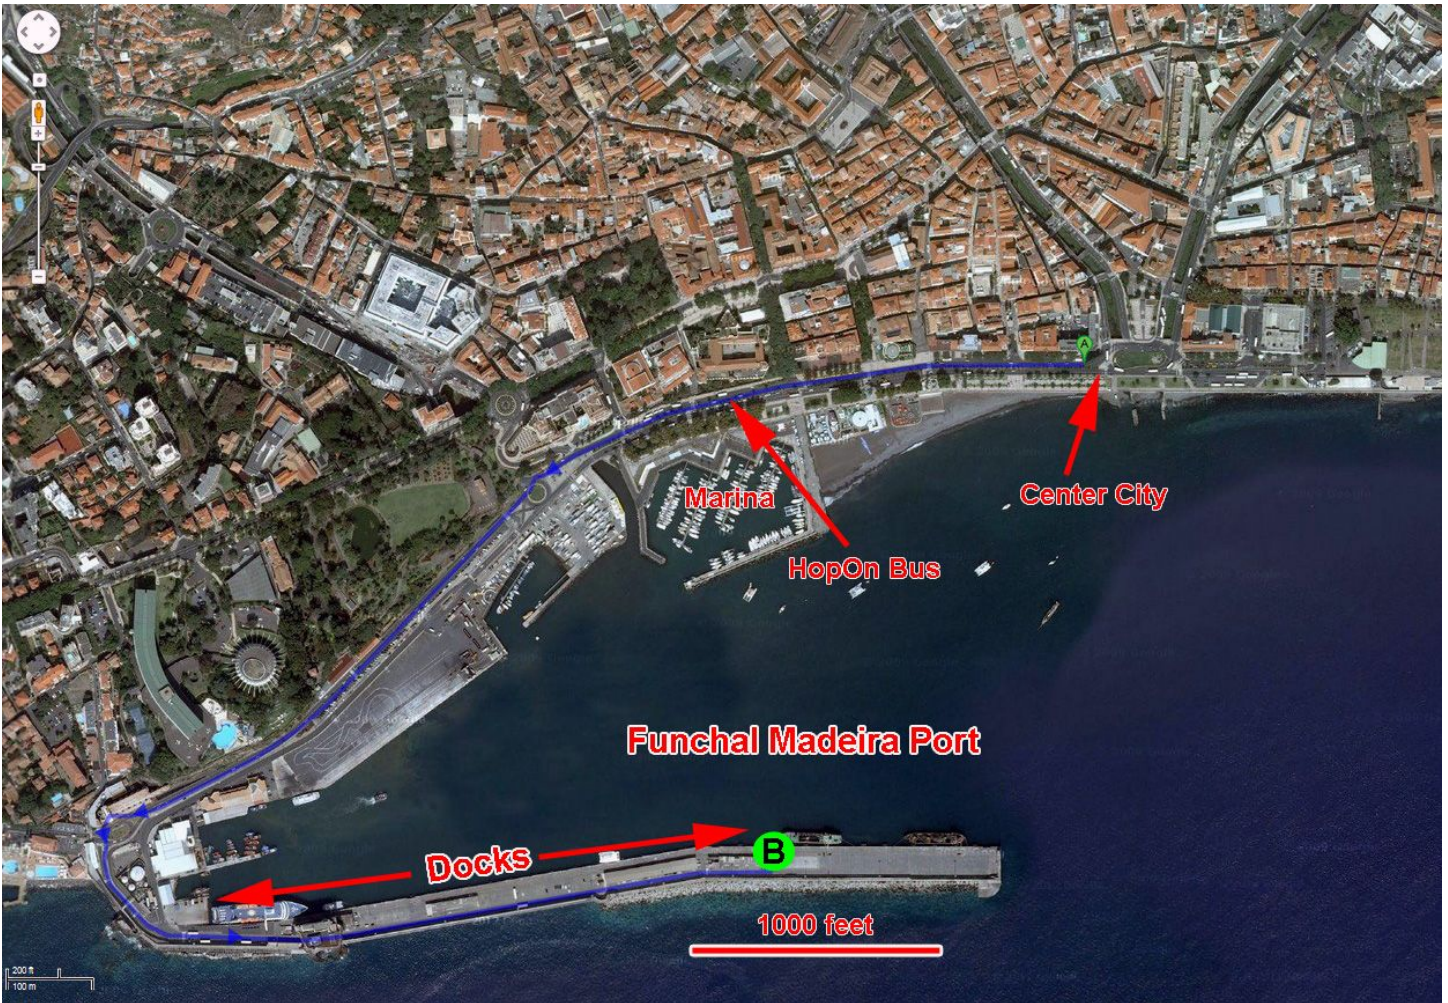 A
Center City
Marina
HopOn Bus
Funchal Madeira Port
Docks
B
1000 feet
200 ft
100 m